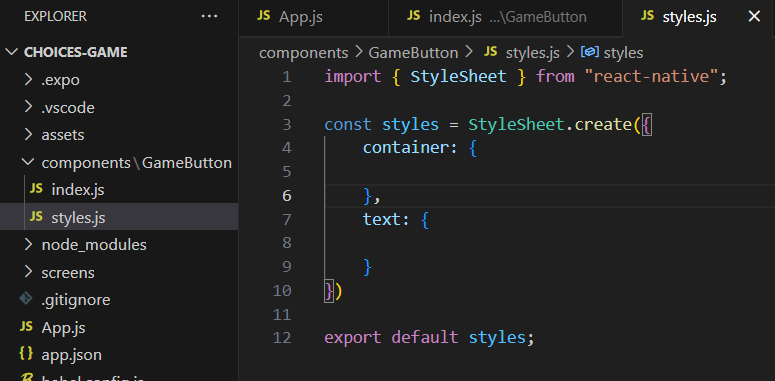 EXPLORER ...
CHOICES-GAME
.expo
.vscode
assets
components\GameButton
JS index.js
JS styles.js
node_modules
screens
.gitignore
JS App.js
{} app.json
JS App.js
JS index.js ...\GameButton
JS styles.js
components > GameButton > JS styles.js > styles
1 import { StyleSheet } from "react-native";
2
3 const styles = StyleSheet.create({
4 container: {
5
6 },
7 text: {
8
9 }
10 })
11
12 export default styles;